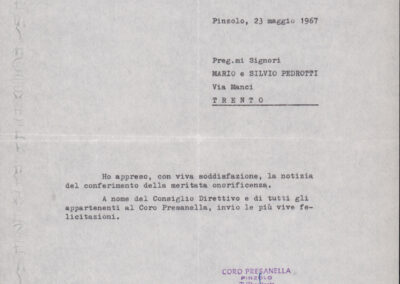 Pinzolo, 23 maggio 1967
Preg.mi Signori
MARIO e SILVIO PEDROTTI
Via Manci
TRENTO
Ho appreso, con viva soddisfazione, la notizia
del conferimento della meritata onorificenza.
A nome del Consiglio Direttivo e di tutti gli
appartenenti al Coro Presanella, invio le più vive fe-
licitazioni.
CORO PRESANELLA
PINZOLO